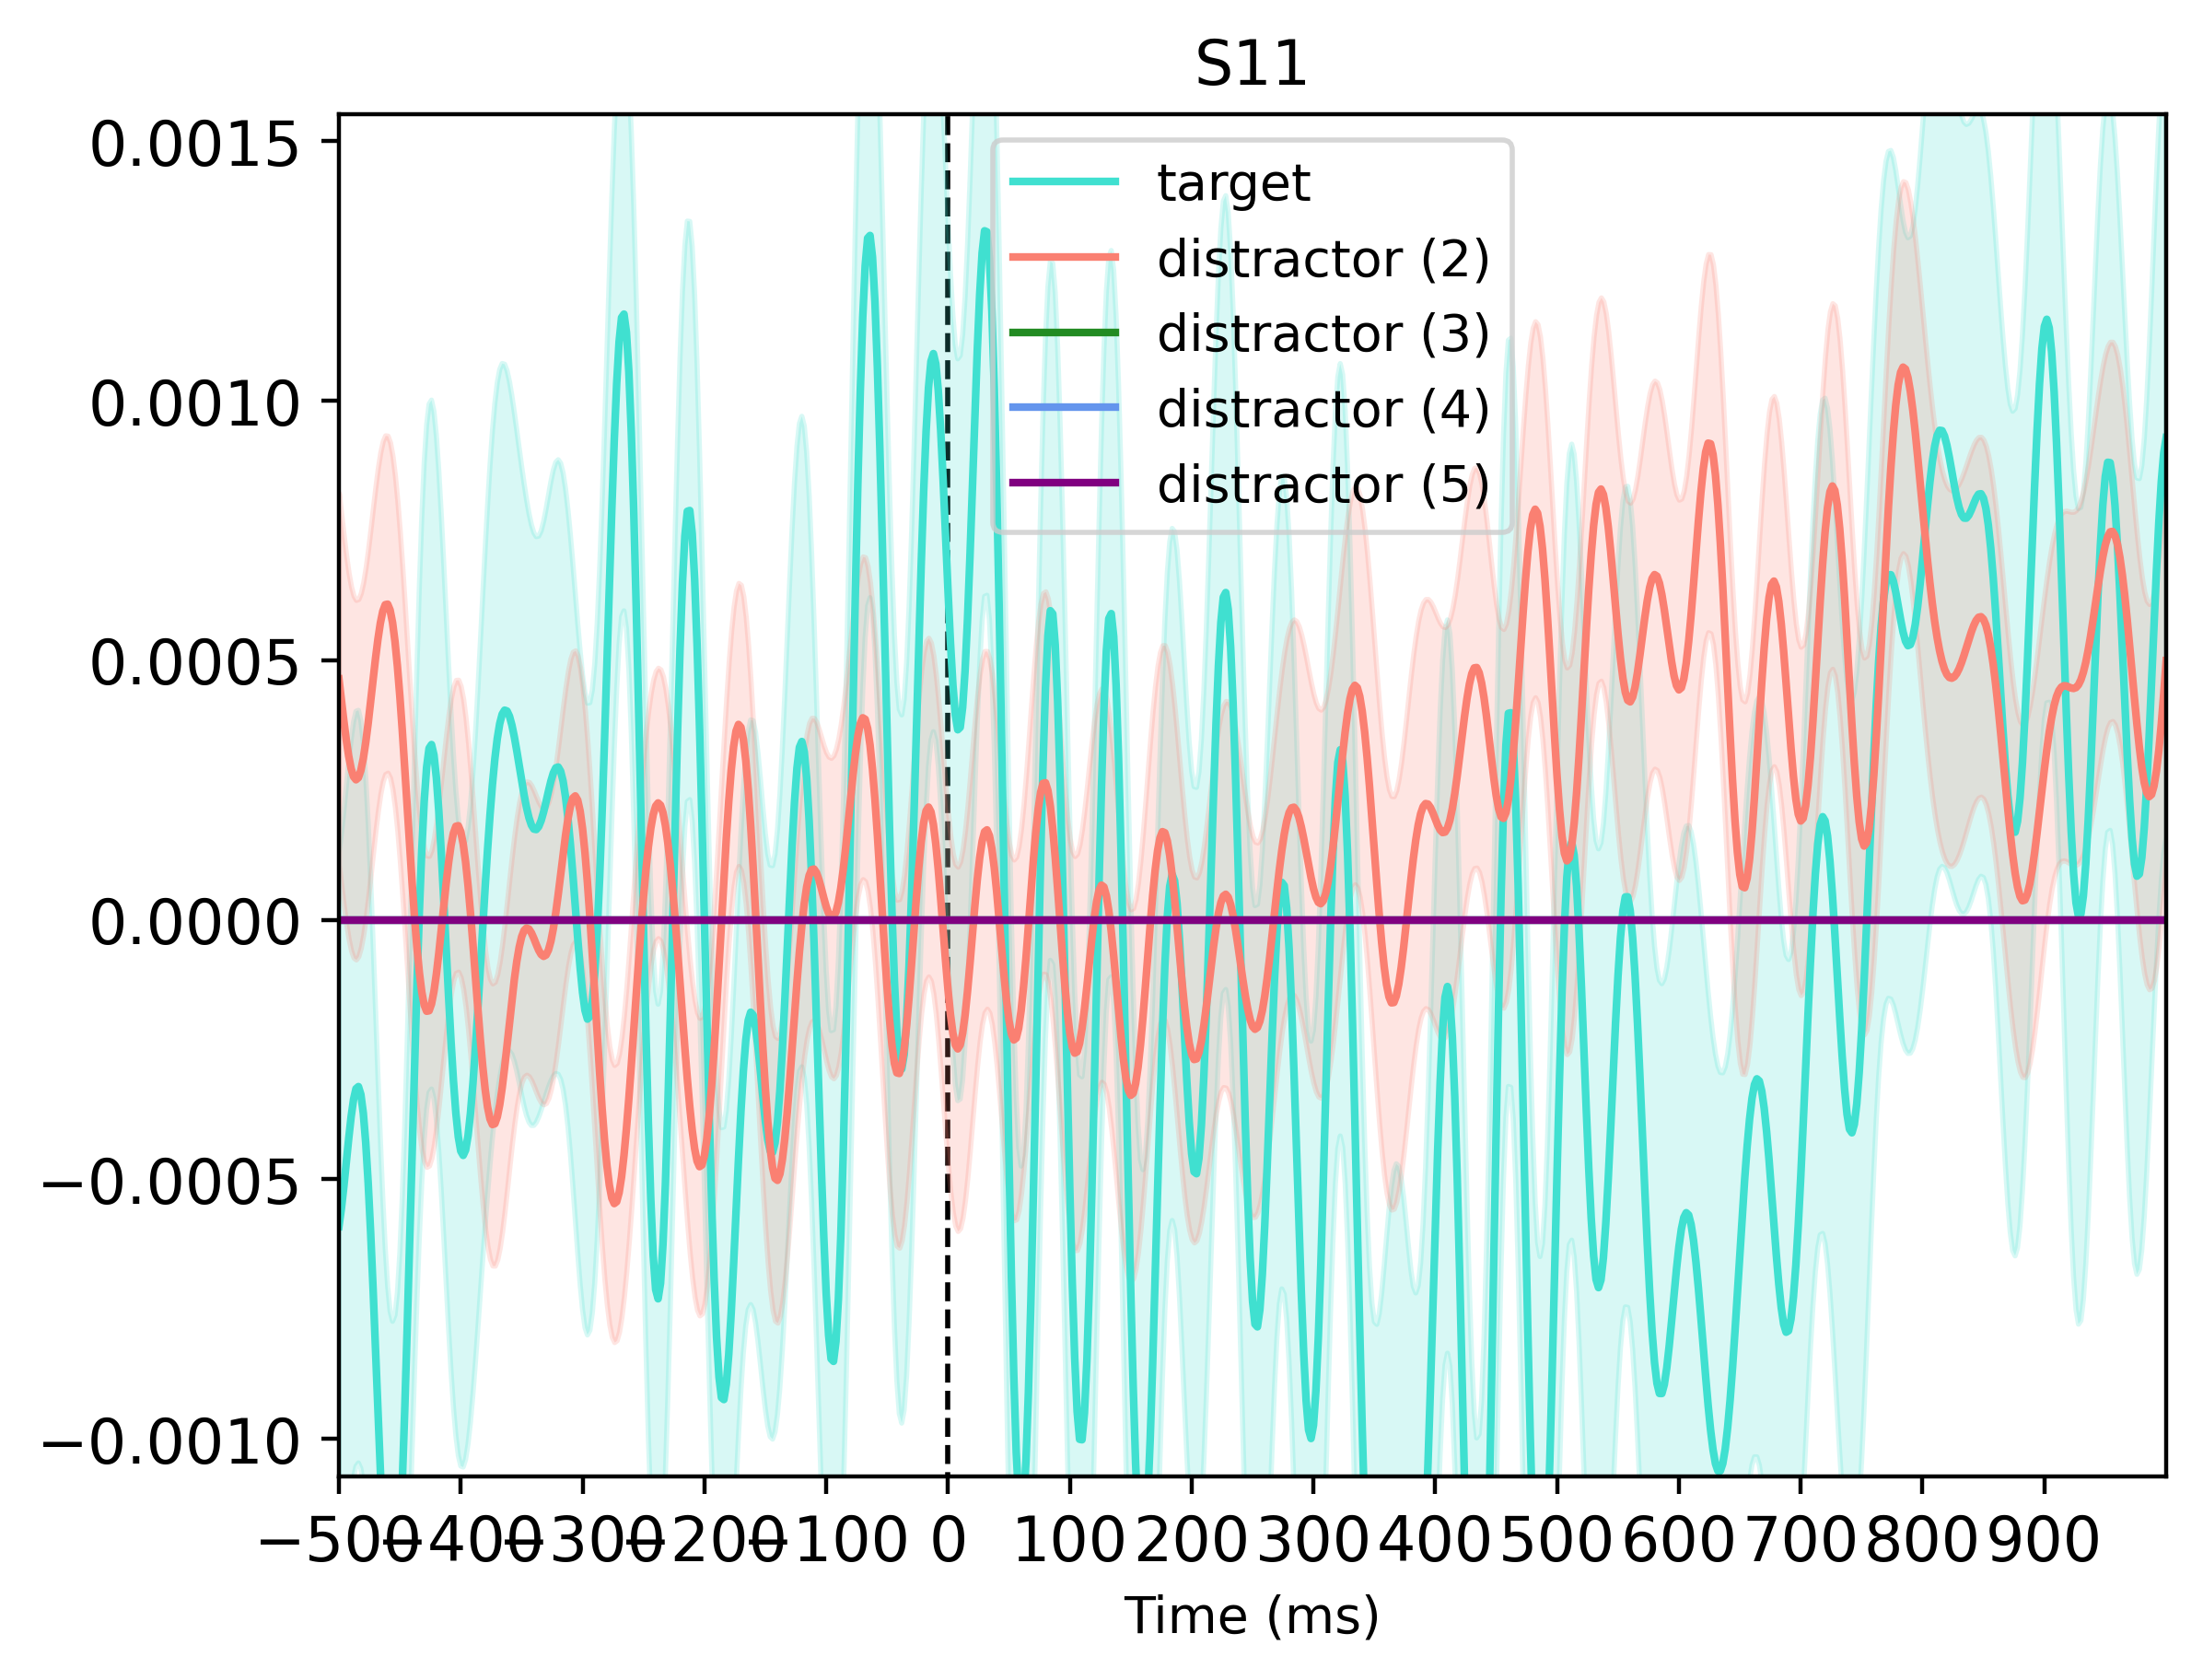 S11
0.0015
0.0010
0.0005
0.0000
−0.0005
−0.0010
target
distractor (2)
distractor (3)
distractor (4)
distractor (5)
−500 −400 −300 −200 −100 0 100 200 300 400 500 600 700 800 900
Time (ms)